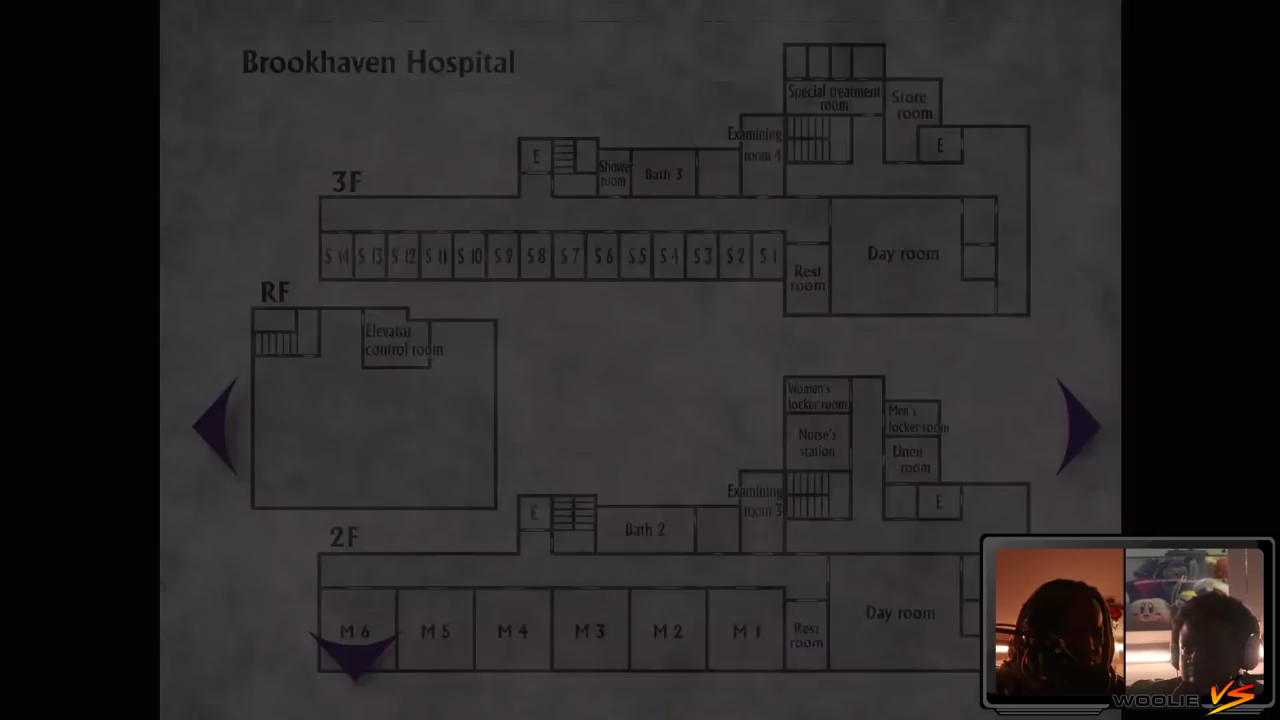 Brookhaven Hospital
3F
Special treatment
room
Store
room
Examining
room 4
E
E
Shower
room
Bath 3
S 14
S 13
S 12
S 11
S 10
S 9
S 8
S 7
S 6
S 5
S 4
S 3
S 2
S 1
Rest
room
Day room
RF
Elevator
control room
Women's
locker room
Men's
locker room
Nurse's
station
Linen
room
Examining
room 3
E
E
Bath 2
2F
M 6
M 5
M 4
M 3
M 2
M 1
Rest
room
Day room
WOOLIE VS